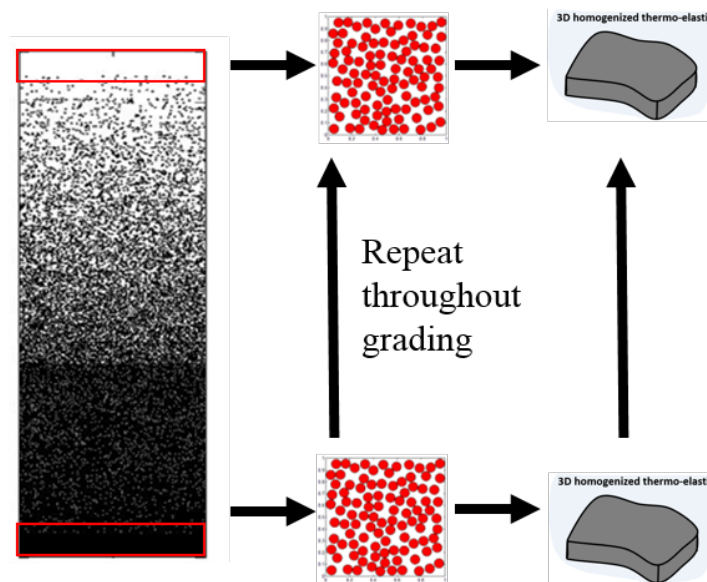 3D homogenized thermo-elasti
Repeat
throughout
grading
3D homogenized thermo-elasti